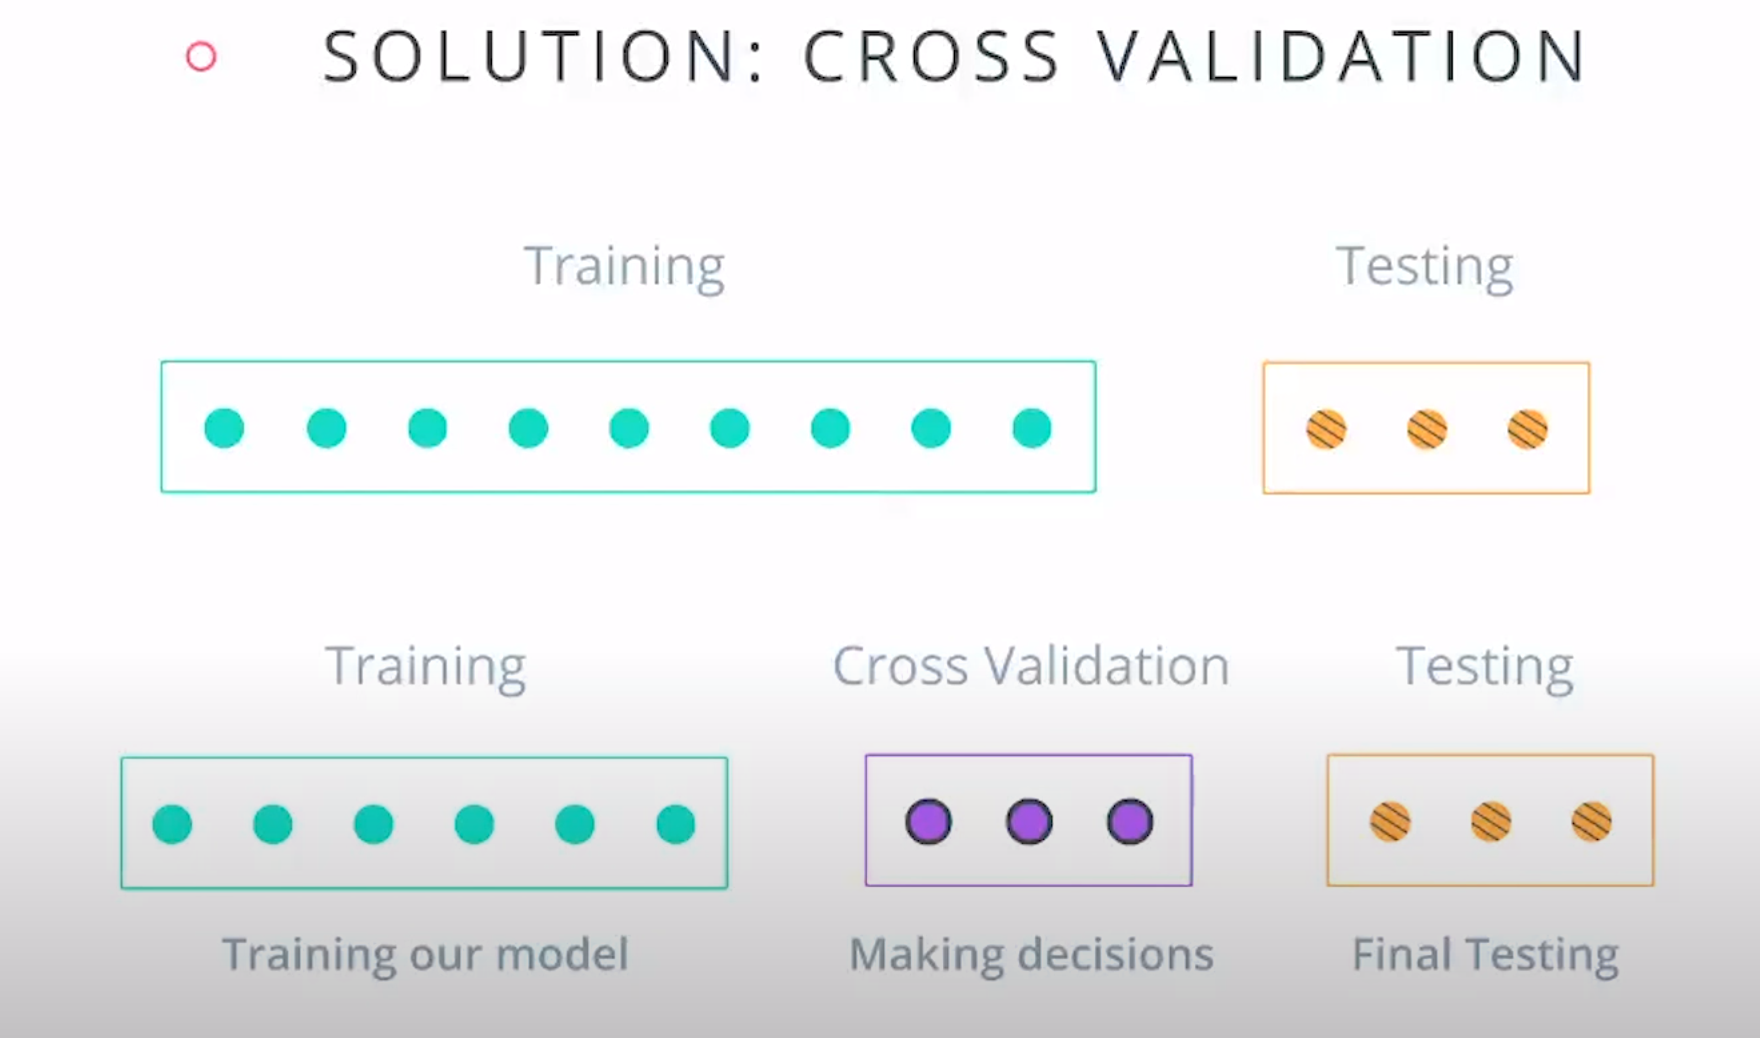 SOLUTION: CROSS VALIDATION
Training Testing
Training Cross Validation Testing
Training our model Making decisions Final Testing